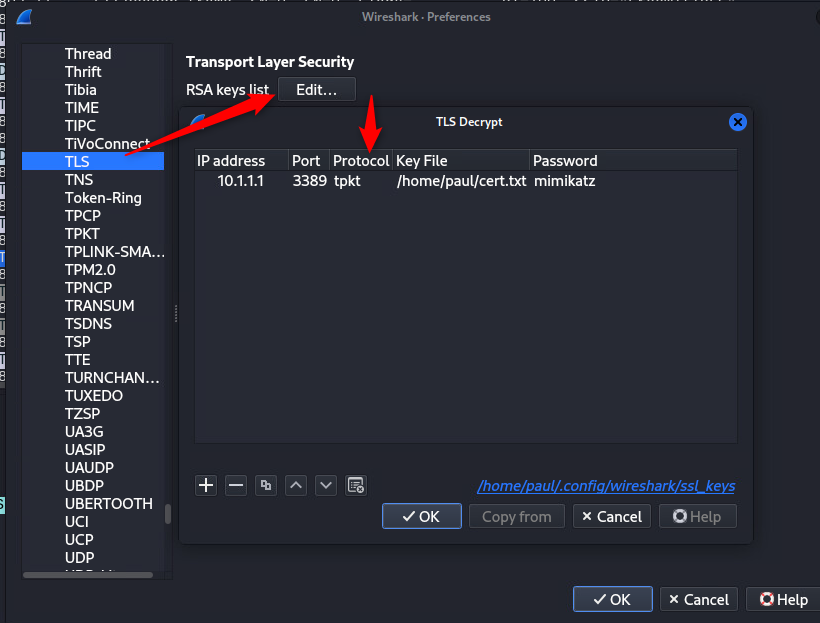 Wireshark · Preferences
Thread
Thrift
Tibia
TIME
TIPC
TiVoConnect
TLS
TNS
Token-Ring
TPCP
TPKT
TPLINK-SMA...
TPM2.0
TPNCP
TRANSUM
TSDNS
TSP
TTE
TURNCHAN...
TUXEDO
TZSP
UA3G
UASIP
UAUDP
UBDP
UBERTOOTH
UCI
UCP
UDP
Transport Layer Security
RSA keys list Edit...
TLS Decrypt
IP address Port Protocol Key File Password
10.1.1.1 3389 tpkt /home/paul/cert.txt mimikatz
/home/paul/.config/wireshark/ssl_keys
OK Copy from Cancel Help
OK Cancel Help